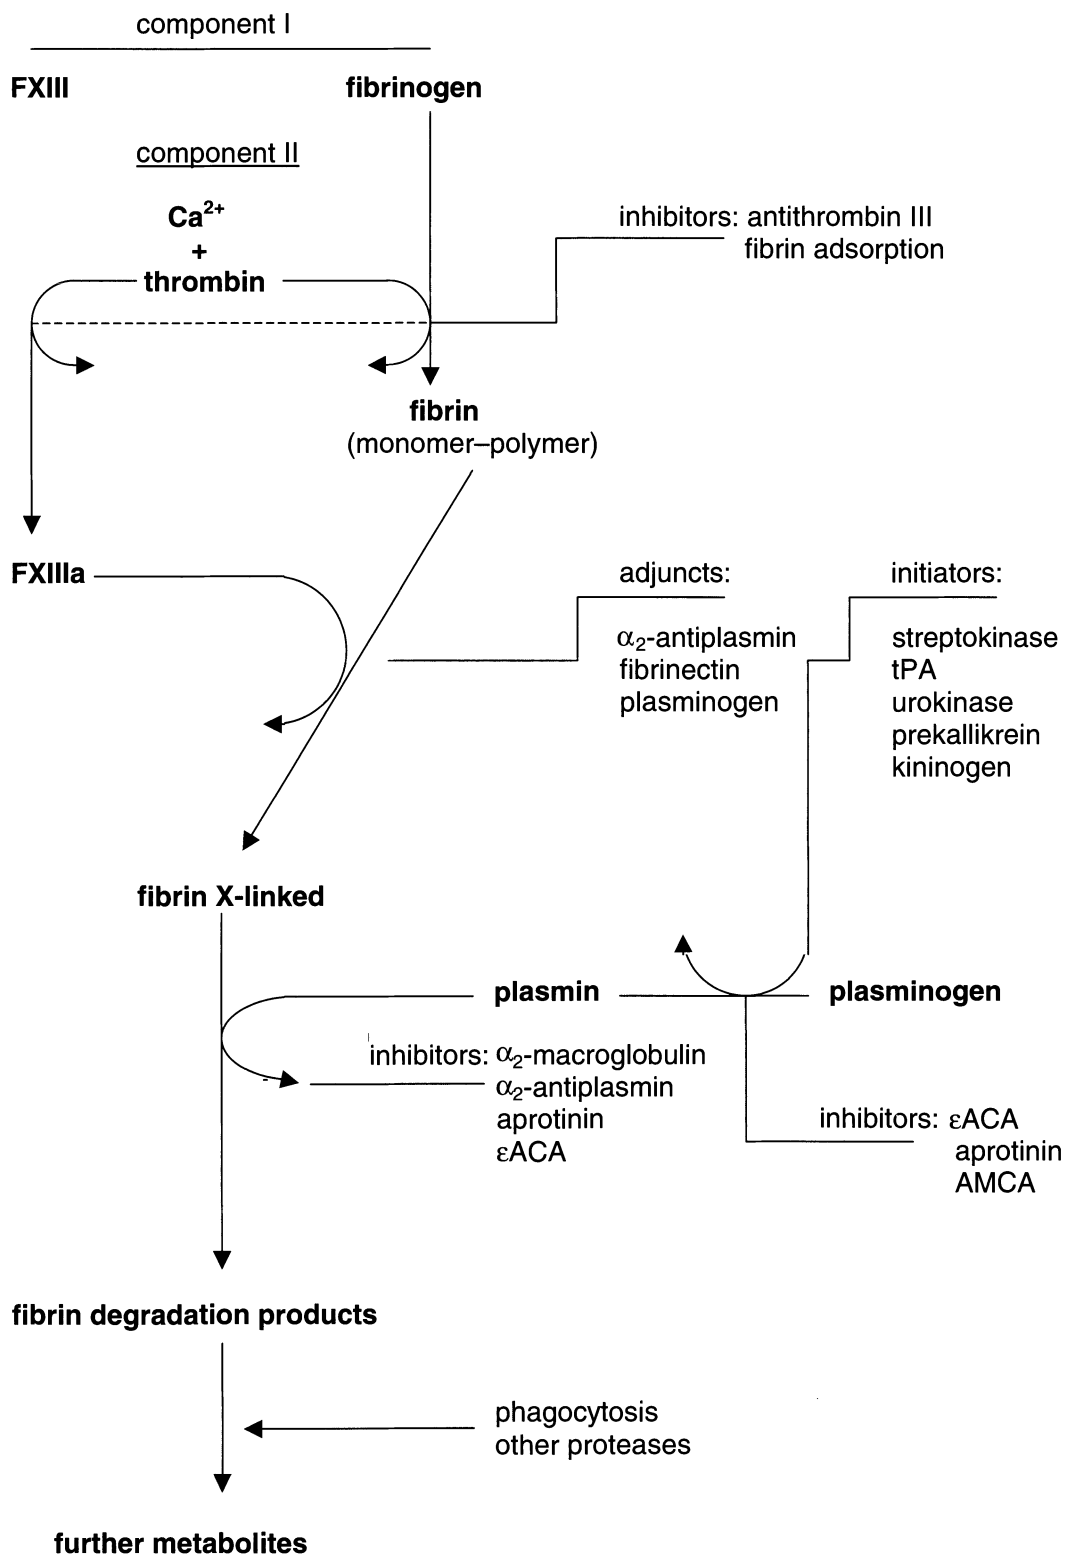 component I
FXIII fibrinogen
component II
Ca2+
+
thrombin
inhibitors: antithrombin III
fibrin adsorption
fibrin
(monomer–polymer)
FXIIIa
adjuncts:
α2-antiplasmin
fibrinectin
plasminogen
initiators:
streptokinase
tPA
urokinase
prekallikrein
kininogen
fibrin X-linked
plasmin plasminogen
inhibitors: α2-macroglobulin
α2-antiplasmin
aprotinin
εACA
inhibitors: εACA
aprotinin
AMCA
fibrin degradation products
phagocytosis
other proteases
further metabolites